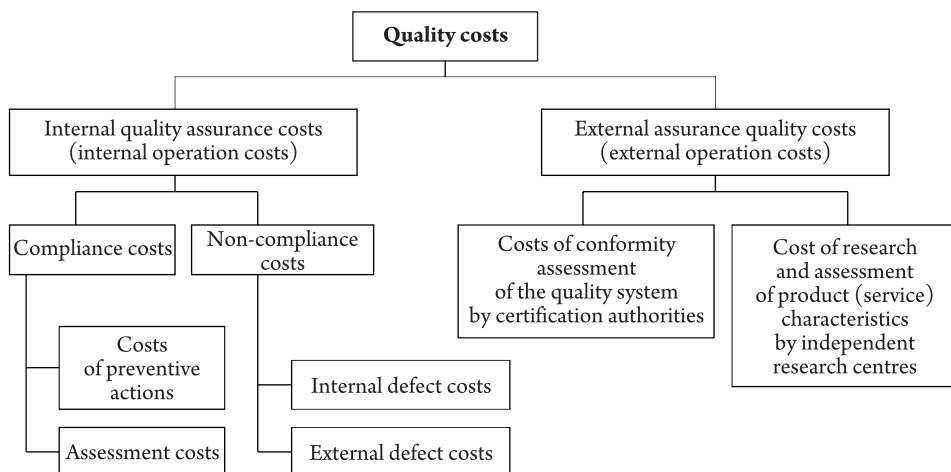 Quality costs
Internal quality assurance costs
(internal operation costs)
External assurance quality costs
(external operation costs)
Compliance costs
Non-compliance
costs
Costs of conformity
assessment
of the quality system
by certification authorities
Cost of research
and assessment
of product (service)
characteristics
by independent
research centres
Costs
of preventive
actions
Internal defect costs
Assessment costs
External defect costs